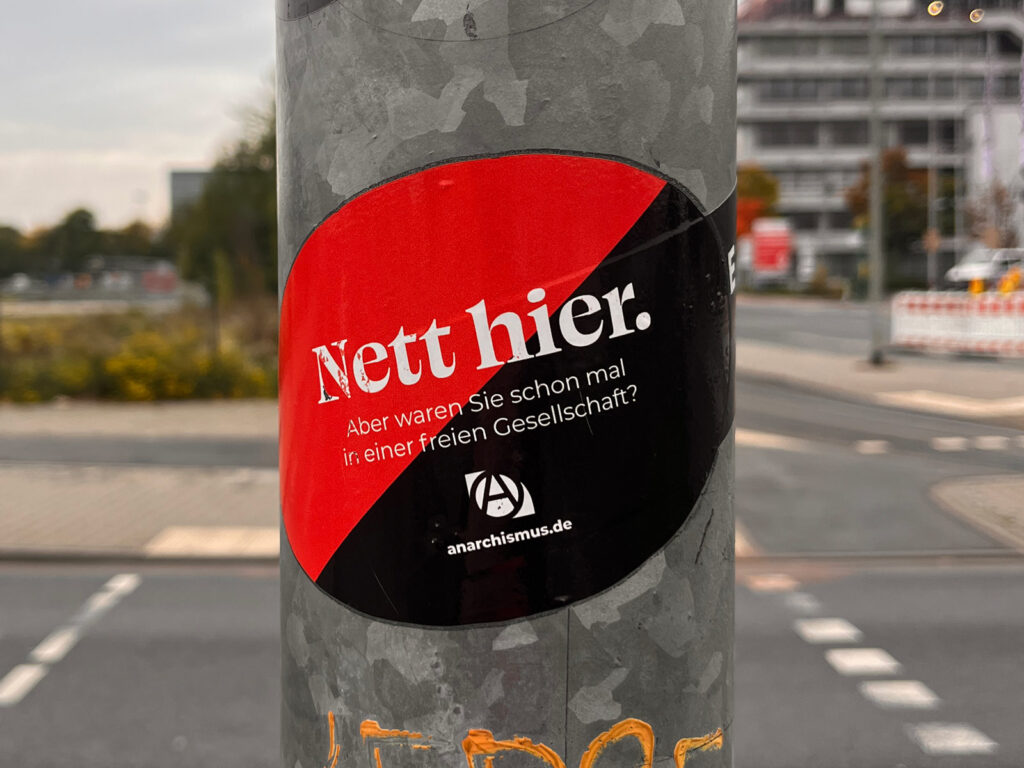 Nett hier.
Aber waren Sie schon mal
in einer freien Gesellschaft?
A
anarchismus.de
E